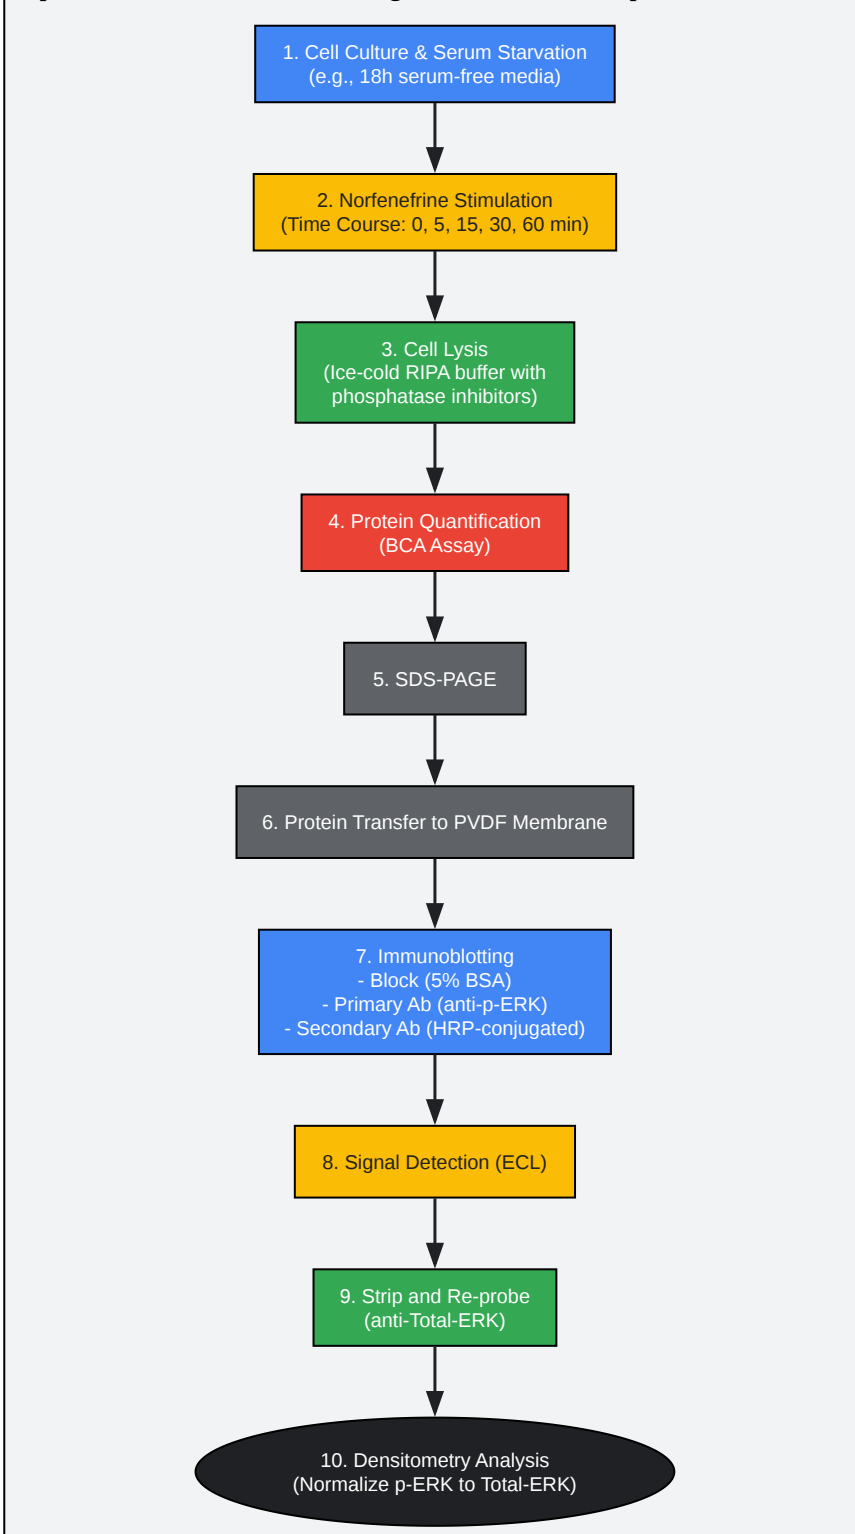 1. Cell Culture & Serum Starvation
(e.g., 18h serum-free media)
2. Norfenefrine Stimulation
(Time Course: 0, 5, 15, 30, 60 min)
3. Cell Lysis
(Ice-cold RIPA buffer with
phosphatase inhibitors)
4. Protein Quantification
(BCA Assay)
5. SDS-PAGE
6. Protein Transfer to PVDF Membrane
7. Immunoblotting
- Block (5% BSA)
- Primary Ab (anti-p-ERK)
- Secondary Ab (HRP-conjugated)
8. Signal Detection (ECL)
9. Strip and Re-probe
(anti-Total-ERK)
10. Densitometry Analysis
(Normalize p-ERK to Total-ERK)